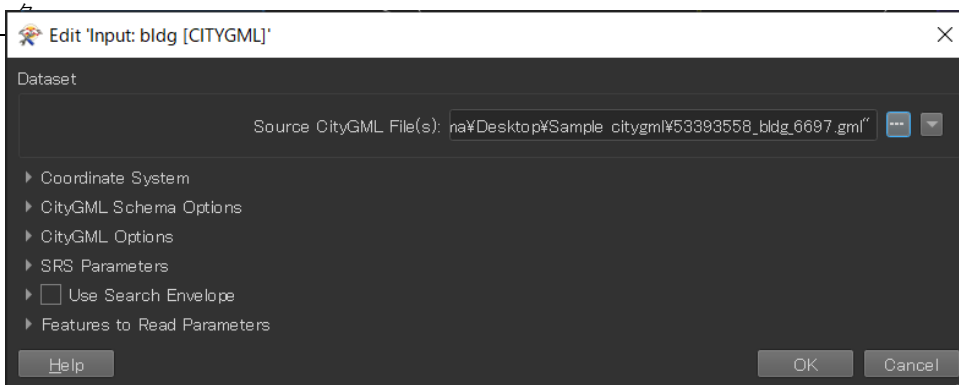 Edit 'Input: bldg [CITYGML]'
Dataset
Source CityGML File(s): na¥Desktop¥Sample citygml¥53393558_bldg_6697.gml"
Coordinate System
CityGML Schema Options
CityGML Options
SRS Parameters
Use Search Envelope
Features to Read Parameters
Help OK Cancel